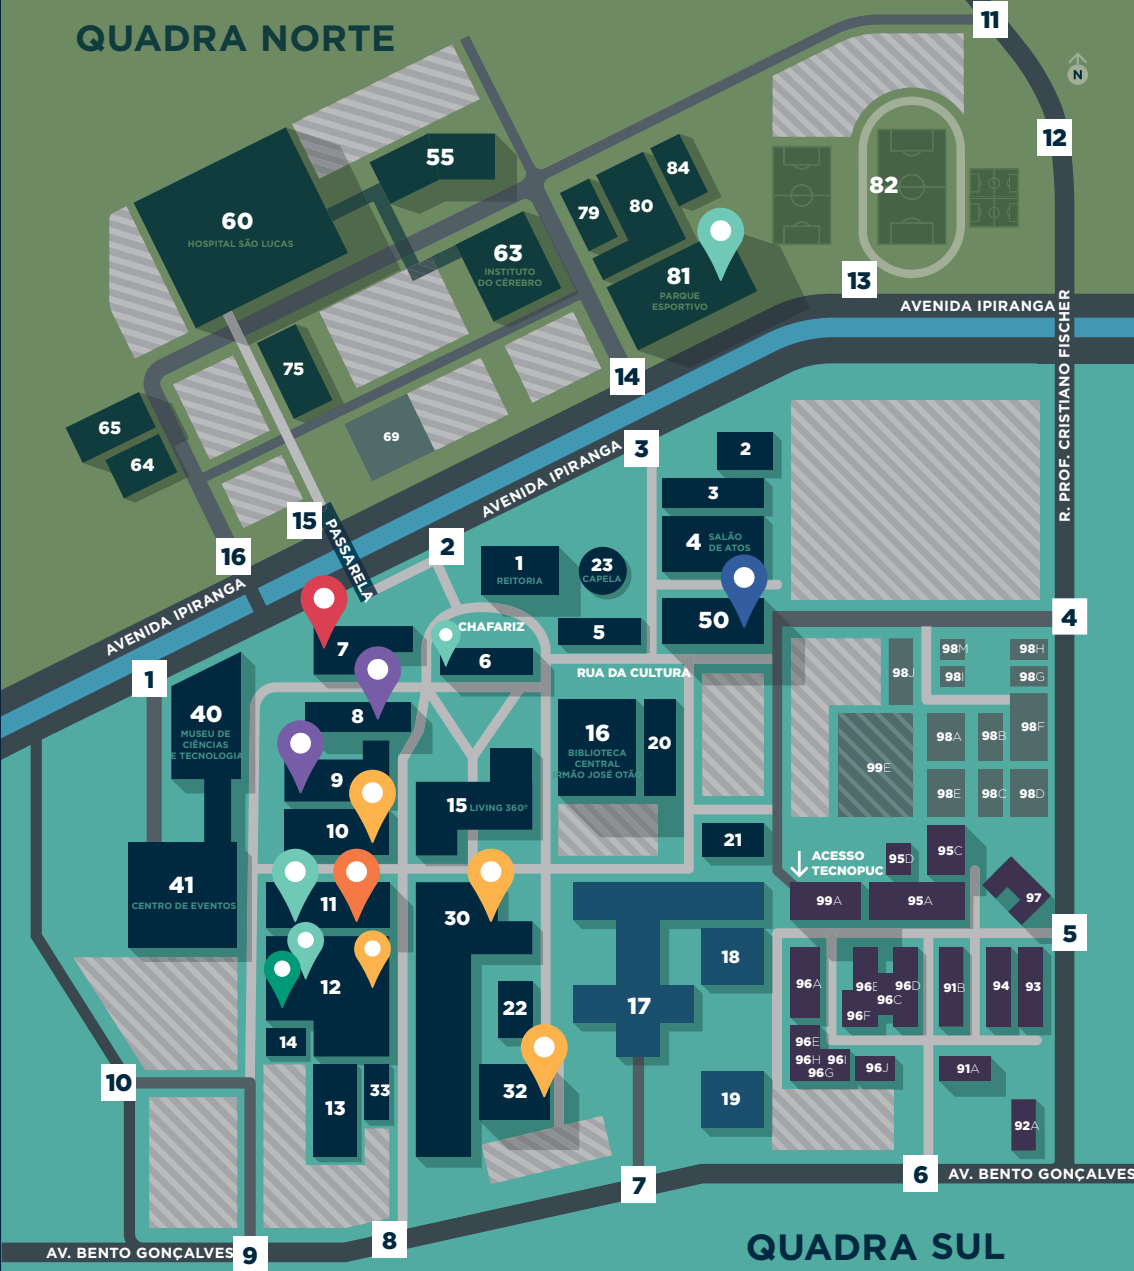 QUADRA NORTE
11
N
12
55
84
82
60
HOSPITAL SÃO LUCAS
79
80
63
INSTITUTO
DO CÉREBRO
81
PARQUE
ESPORTIVO
13
AVENIDA IPIRANGA
R. PROF. CRISTIANO FISCHER
75
14
65
64
69
3
AVENIDA IPIRANGA
2
3
4
SALÃO
DE ATOS
15
PASSARELA
16
2
1
REITORIA
23
CAPELA
AVENIDA IPIRANGA
50
4
CHAFARIZ
5
7
6
RUA DA CULTURA
98M
98H
98I
98G
98J
1
40
MUSEU DE
CIÊNCIAS
E TECNOLOGIA
8
16
BIBLIOTECA
CENTRAL
IRMÃO JOSÉ OTÃO
20
98A
98B
98F
99E
9
98E
98C
98D
15
LIVING 360º
10
21
ACESSO
TECNOPUC
95D
95C
41
CENTRO DE EVENTOS
11
30
99A
95A
97
5
12
18
96A
96B
96D
96C
96F
91B
94
93
17
22
14
96E
96H
96I
96G
96J
91A
10
13
33
32
19
92A
7
6
AV. BENTO GONÇALVES
8
QUADRA SUL
AV. BENTO GONÇALVES
9